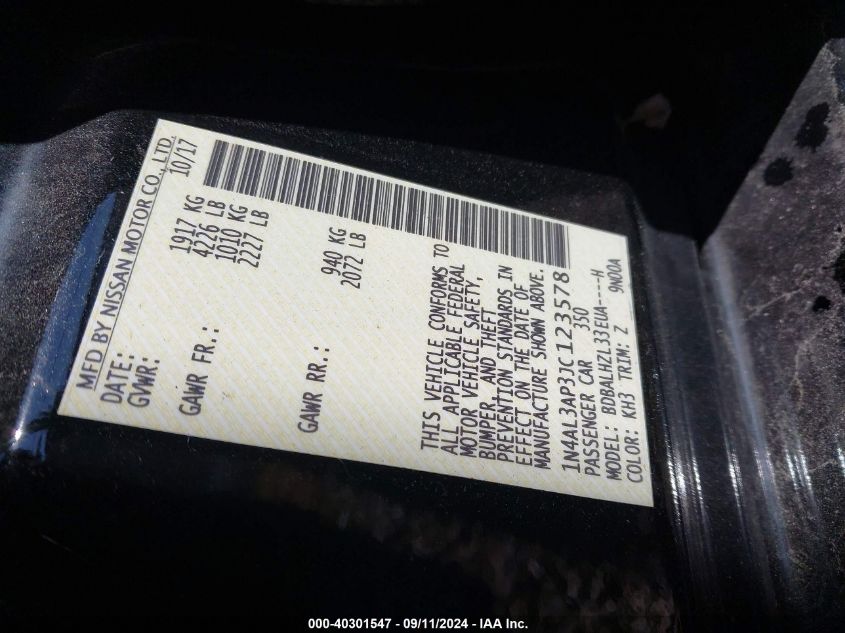 MFD BY NISSAN MOTOR CO., LTD.
DATE: 10/17
GVWR: 1917 KG
4226 LB
GAWR FR.: 1010 KG
2227 LB
GAWR RR.: 940 KG
2072 LB
THIS VEHICLE CONFORMS TO
ALL APPLICABLE FEDERAL
MOTOR VEHICLE SAFETY,
BUMPER, AND THEFT
PREVENTION STANDARDS IN
EFFECT ON THE DATE OF
MANUFACTURE SHOWN ABOVE.
1N4AL3AP3JC123578
PASSENGER CAR 350
MODEL: BDBALHZL33EUA----H
COLOR: KH3 TRIM: Z 9N00A
000-40301547 - 09/11/2024 - IAA Inc.